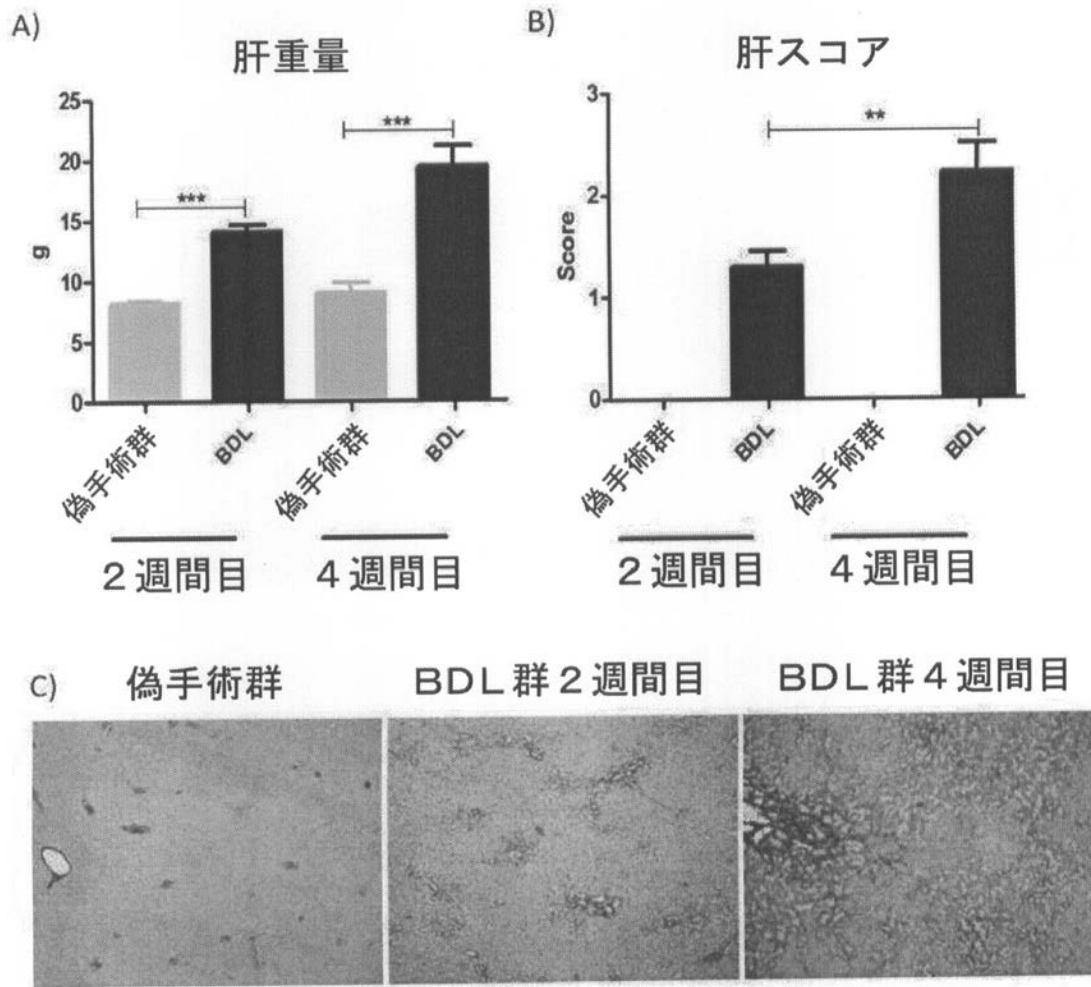 A)
肝重量
25
20
15
10
5
0
g
***
***
偽手術群
BDL
偽手術群
BDL
2週間目
4週間目
B)
肝スコア
3
2
1
0
Score
**
偽手術群
BDL
偽手術群
BDL
2週間目
4週間目
C)
偽手術群
BDL群2週間目
BDL群4週間目